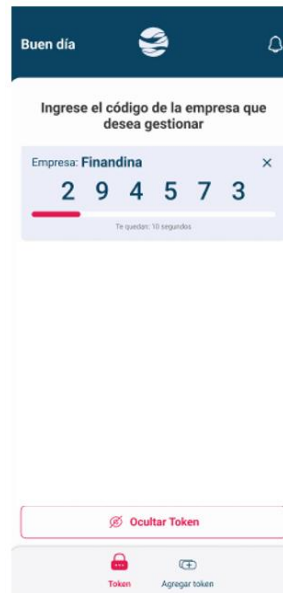 Buen día
Ingrese el código de la empresa que
desea gestionar
Empresa: Finandina
2 9 4 5 7 3
Te quedan: 10 segundos
Ocultar Token
Token
Agregar token